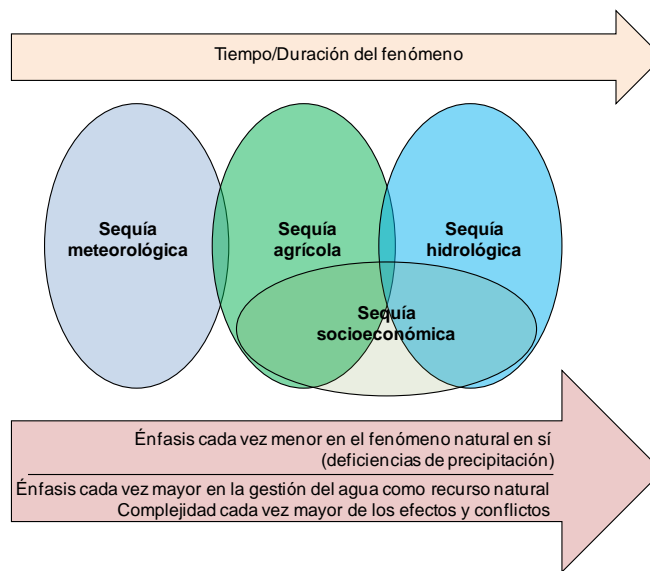 Tiempo/Duración del fenómeno
Sequía
meteorológica
Sequía
agrícola
Sequía
hidrológica
Sequía
socioeconómica
Énfasis cada vez menor en el fenómeno natural en sí
(deficiencias de precipitación)
Énfasis cada vez mayor en la gestión del agua como recurso natural
Complejidad cada vez mayor de los efectos y conflictos